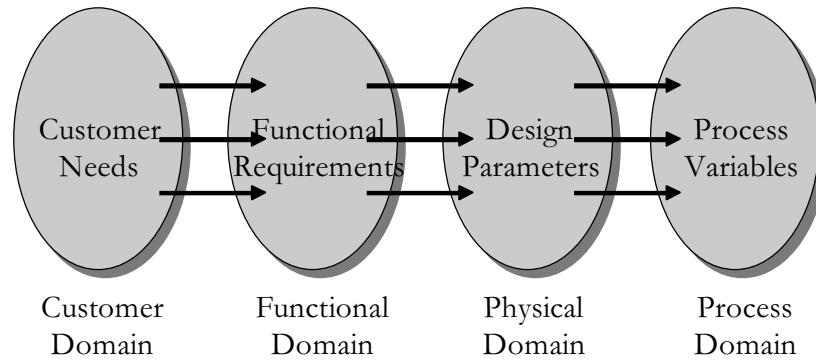 Customer
Needs
Functional
Requirements
Design
Parameters
Process
Variables
Customer
Domain
Functional
Domain
Physical
Domain
Process
Domain